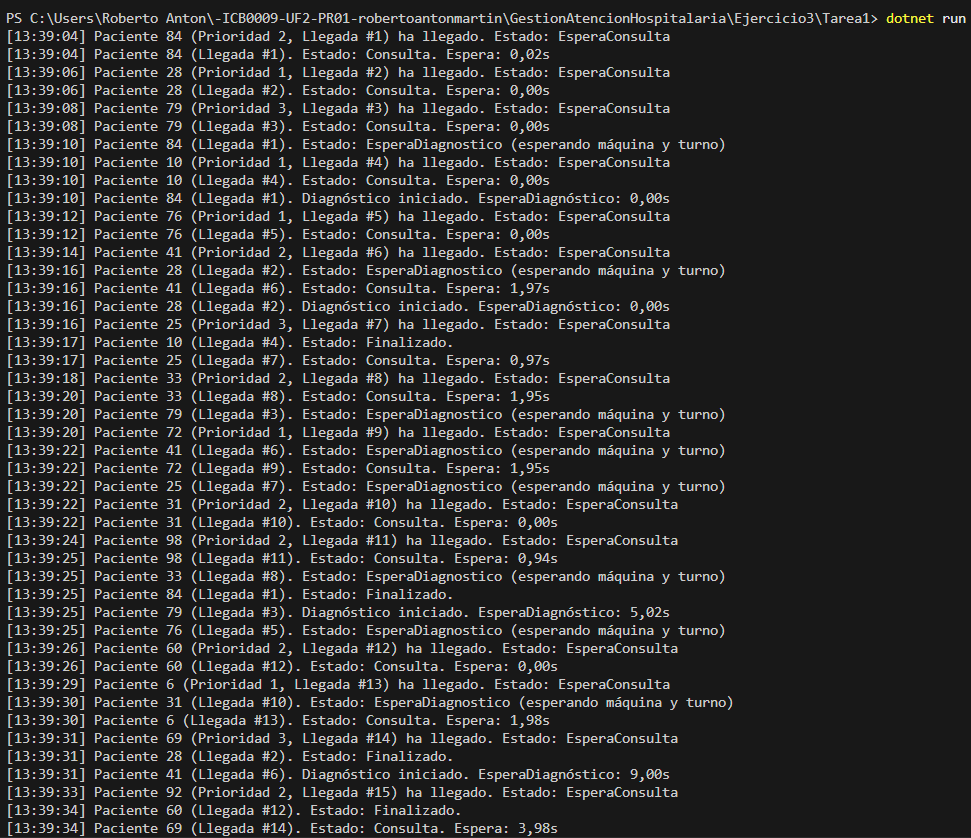 PS C:\Users\Roberto Anton\-ICB0009-UF2-PR01-robertoantonmartin\GestionAtencionHospitalaria\Ejercicio3\Tarea1> dotnet run
[13:39:04] Paciente 84 (Prioridad 2, Llegada #1) ha llegado. Estado: EsperaConsulta
[13:39:04] Paciente 84 (Llegada #1). Estado: Consulta. Espera: 0,02s
[13:39:06] Paciente 28 (Prioridad 1, Llegada #2) ha llegado. Estado: EsperaConsulta
[13:39:06] Paciente 28 (Llegada #2). Estado: Consulta. Espera: 0,00s
[13:39:08] Paciente 79 (Prioridad 3, Llegada #3) ha llegado. Estado: EsperaConsulta
[13:39:08] Paciente 79 (Llegada #3). Estado: Consulta. Espera: 0,00s
[13:39:10] Paciente 84 (Llegada #1). Estado: EsperaDiagnostico (esperando máquina y turno)
[13:39:10] Paciente 10 (Prioridad 1, Llegada #4) ha llegado. Estado: EsperaConsulta
[13:39:10] Paciente 10 (Llegada #4). Estado: Consulta. Espera: 0,00s
[13:39:10] Paciente 84 (Llegada #1). Diagnóstico iniciado. EsperaDiagnóstico: 0,00s
[13:39:12] Paciente 76 (Prioridad 1, Llegada #5) ha llegado. Estado: EsperaConsulta
[13:39:12] Paciente 76 (Llegada #5). Estado: Consulta. Espera: 0,00s
[13:39:14] Paciente 41 (Prioridad 2, Llegada #6) ha llegado. Estado: EsperaConsulta
[13:39:16] Paciente 28 (Llegada #2). Estado: EsperaDiagnostico (esperando máquina y turno)
[13:39:16] Paciente 41 (Llegada #6). Estado: Consulta. Espera: 1,97s
[13:39:16] Paciente 28 (Llegada #2). Diagnóstico iniciado. EsperaDiagnóstico: 0,00s
[13:39:16] Paciente 25 (Prioridad 3, Llegada #7) ha llegado. Estado: EsperaConsulta
[13:39:17] Paciente 10 (Llegada #4). Estado: Finalizado.
[13:39:17] Paciente 25 (Llegada #7). Estado: Consulta. Espera: 0,97s
[13:39:18] Paciente 33 (Prioridad 2, Llegada #8) ha llegado. Estado: EsperaConsulta
[13:39:20] Paciente 33 (Llegada #8). Estado: Consulta. Espera: 1,95s
[13:39:20] Paciente 79 (Llegada #3). Estado: EsperaDiagnostico (esperando máquina y turno)
[13:39:20] Paciente 72 (Prioridad 1, Llegada #9) ha llegado. Estado: EsperaConsulta
[13:39:22] Paciente 41 (Llegada #6). Estado: EsperaDiagnostico (esperando máquina y turno)
[13:39:22] Paciente 72 (Llegada #9). Estado: Consulta. Espera: 1,95s
[13:39:22] Paciente 25 (Llegada #7). Estado: EsperaDiagnostico (esperando máquina y turno)
[13:39:22] Paciente 31 (Prioridad 2, Llegada #10) ha llegado. Estado: EsperaConsulta
[13:39:22] Paciente 31 (Llegada #10). Estado: Consulta. Espera: 0,00s
[13:39:24] Paciente 98 (Prioridad 2, Llegada #11) ha llegado. Estado: EsperaConsulta
[13:39:25] Paciente 98 (Llegada #11). Estado: Consulta. Espera: 0,94s
[13:39:25] Paciente 33 (Llegada #8). Estado: EsperaDiagnostico (esperando máquina y turno)
[13:39:25] Paciente 84 (Llegada #1). Estado: Finalizado.
[13:39:25] Paciente 79 (Llegada #3). Diagnóstico iniciado. EsperaDiagnóstico: 5,02s
[13:39:25] Paciente 76 (Llegada #5). Estado: EsperaDiagnostico (esperando máquina y turno)
[13:39:26] Paciente 60 (Prioridad 2, Llegada #12) ha llegado. Estado: EsperaConsulta
[13:39:26] Paciente 60 (Llegada #12). Estado: Consulta. Espera: 0,00s
[13:39:29] Paciente 6 (Prioridad 1, Llegada #13) ha llegado. Estado: EsperaConsulta
[13:39:30] Paciente 31 (Llegada #10). Estado: EsperaDiagnostico (esperando máquina y turno)
[13:39:30] Paciente 6 (Llegada #13). Estado: Consulta. Espera: 1,98s
[13:39:31] Paciente 69 (Prioridad 3, Llegada #14) ha llegado. Estado: EsperaConsulta
[13:39:31] Paciente 28 (Llegada #2). Estado: Finalizado.
[13:39:31] Paciente 41 (Llegada #6). Diagnóstico iniciado. EsperaDiagnóstico: 9,00s
[13:39:33] Paciente 92 (Prioridad 2, Llegada #15) ha llegado. Estado: EsperaConsulta
[13:39:34] Paciente 60 (Llegada #12). Estado: Finalizado.
[13:39:34] Paciente 69 (Llegada #14). Estado: Consulta. Espera: 3,98s